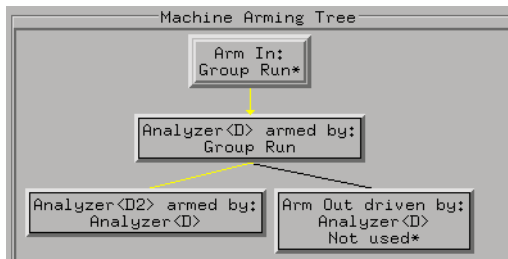 Machine Arming Tree
Arm In:
Group Run*
Analyzer<D> armed by:
Group Run
Analyzer<D2> armed by:
Analyzer<D>
Arm Out driven by:
Analyzer<D>
Not used*